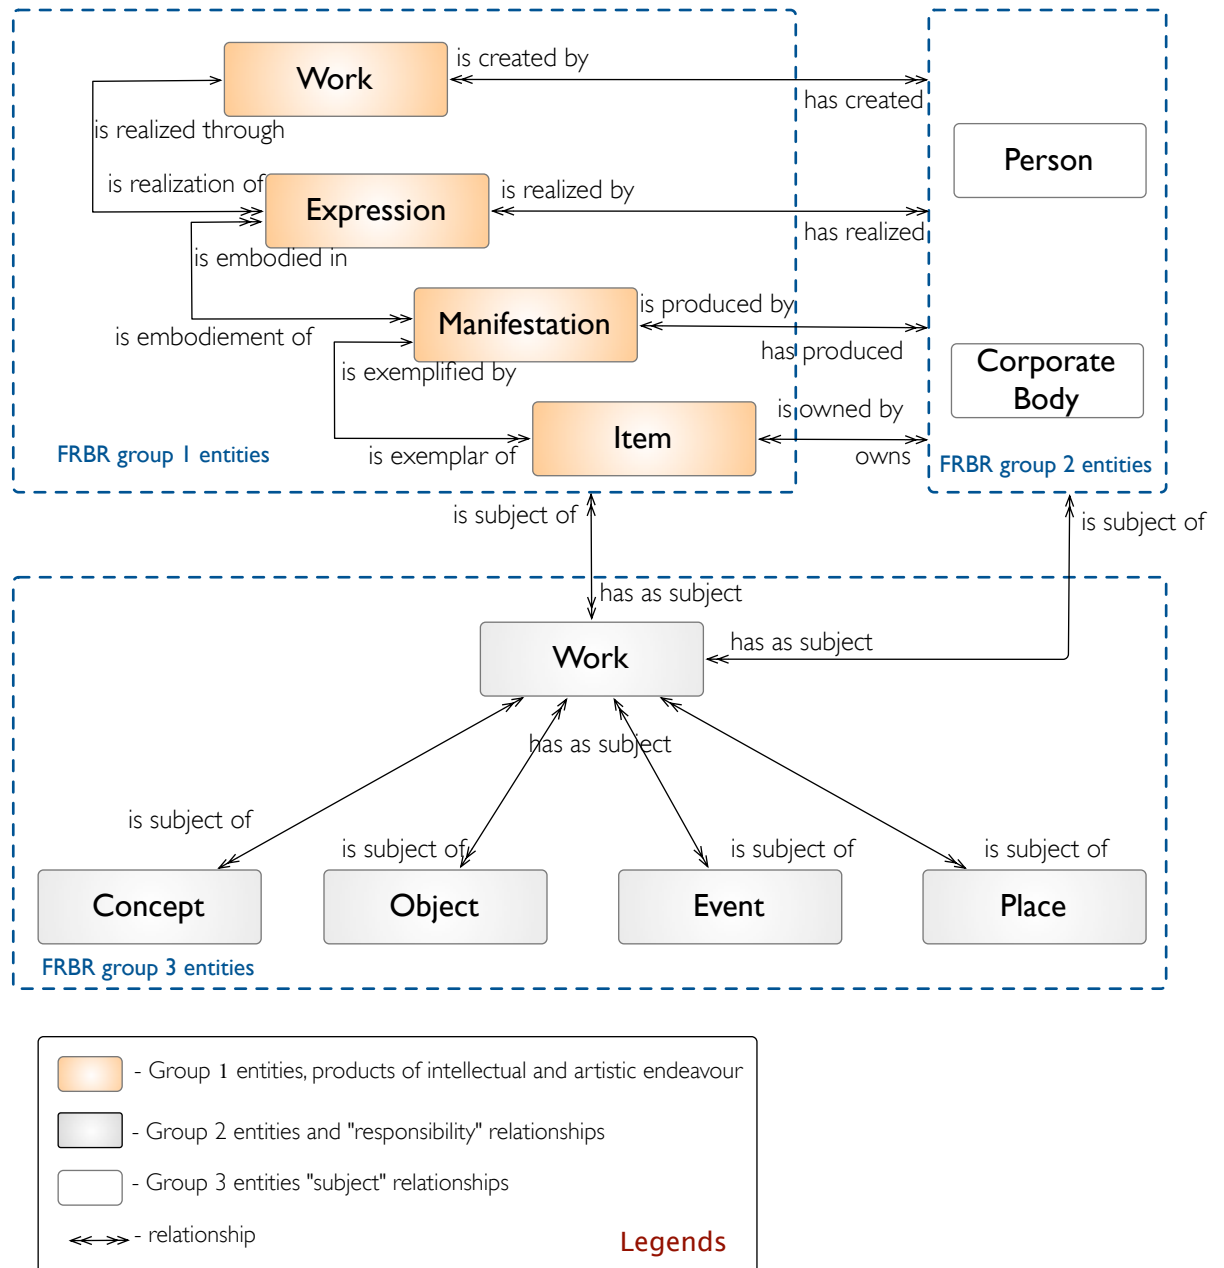 Work
is created by
has created
is realized through
Person
is realization of
Expression
is realized by
has realized
is embodied in
Manifestation
is produced by
is embodiement of
has produced
is exemplified by
Corporate
Body
Item
is owned by
is exemplar of
owns
FRBR group 1 entities
FRBR group 2 entities
is subject of
is subject of
has as subject
Work
has as subject
has as subject
is subject of
is subject of
is subject of
is subject of
Concept
Object
Event
Place
FRBR group 3 entities
- Group 1 entities, products of intellectual and artistic endeavour
- Group 2 entities and "responsibility" relationships
- Group 3 entities "subject" relationships
- relationship
Legends